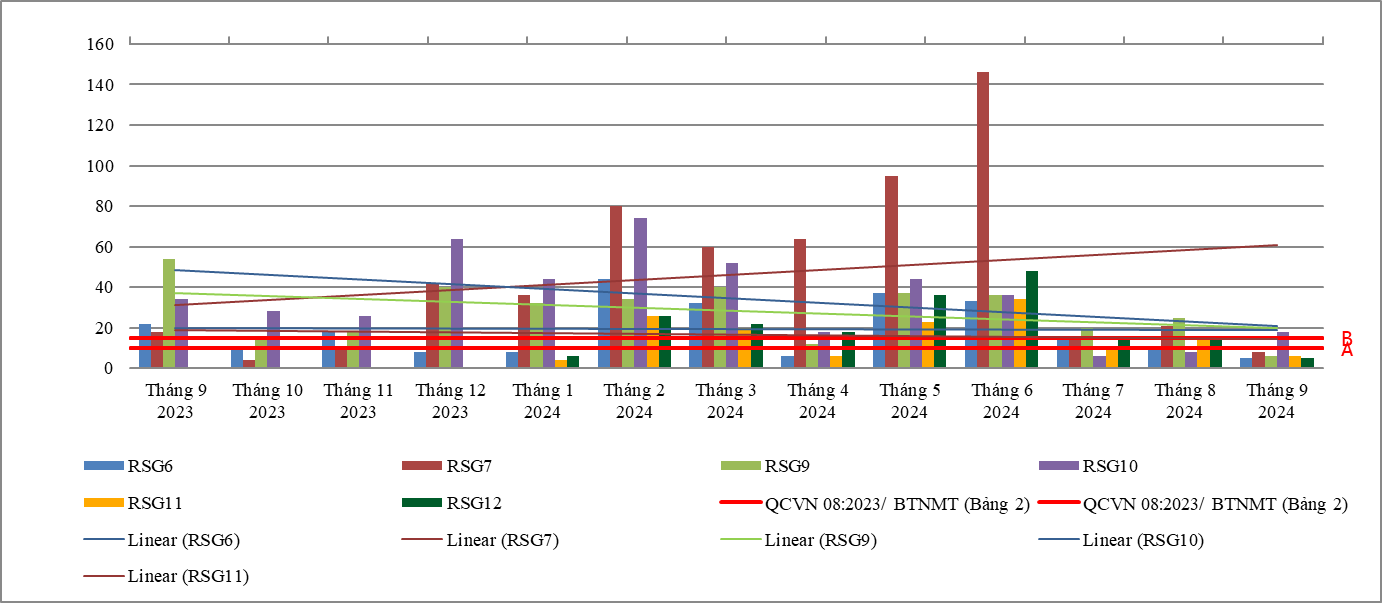 160
140
120
100
80
60
40
20
0
B
A
Tháng 9 2023
Tháng 10 2023
Tháng 11 2023
Tháng 12 2023
Tháng 1 2024
Tháng 2 2024
Tháng 3 2024
Tháng 4 2024
Tháng 5 2024
Tháng 6 2024
Tháng 7 2024
Tháng 8 2024
Tháng 9 2024
RSG6
RSG7
RSG9
RSG10
RSG11
RSG12
QCVN 08:2023/ BTNMT (Bảng 2)
QCVN 08:2023/ BTNMT (Bảng 2)
Linear (RSG6)
Linear (RSG7)
Linear (RSG9)
Linear (RSG10)
Linear (RSG11)